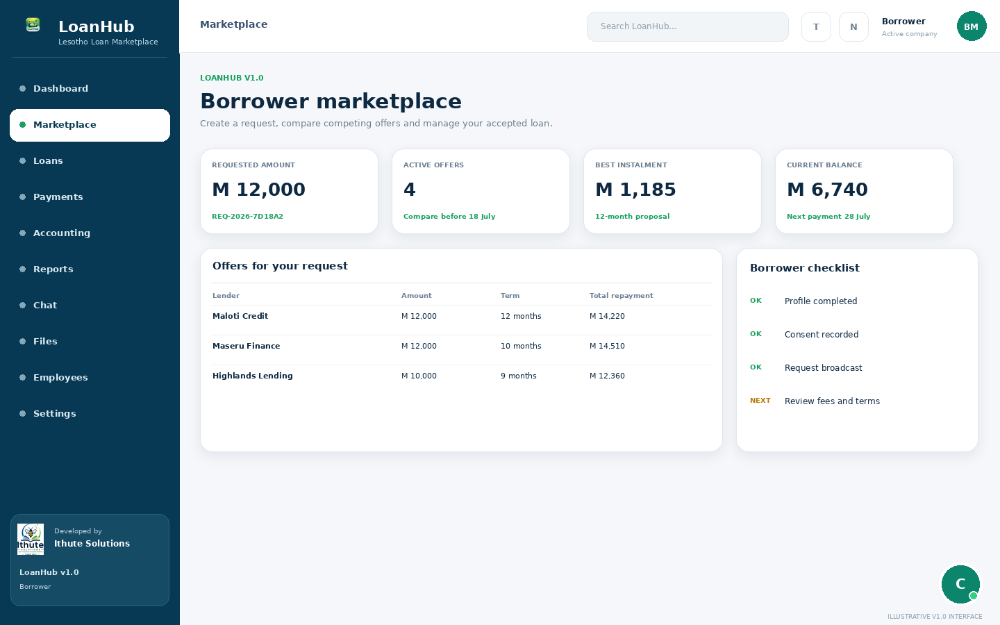 LoanHub
Lesotho Loan Marketplace
Dashboard
Marketplace
Loans
Payments
Accounting
Reports
Chat
Files
Employees
Settings
Ithute
SOLUTIONS
Developed by
Ithute Solutions
LoanHub v1.0
Borrower
Marketplace
Search LoanHub...
T
N
Borrower
Active company
BM
LOANHUB V1.0
Borrower marketplace
Create a request, compare competing offers and manage your accepted loan.
REQUESTED AMOUNT
M 12,000
REQ-2026-7D18A2
ACTIVE OFFERS
4
Compare before 18 July
BEST INSTALMENT
M 1,185
12-month proposal
CURRENT BALANCE
M 6,740
Next payment 28 July
Offers for your request
Lender Amount Term Total repayment
Maloti Credit M 12,000 12 months M 14,220
Maseru Finance M 12,000 10 months M 14,510
Highlands Lending M 10,000 9 months M 12,360
Borrower checklist
OK Profile completed
OK Consent recorded
OK Request broadcast
NEXT Review fees and terms
C
ILLUSTRATIVE V1.0 INTERFACE